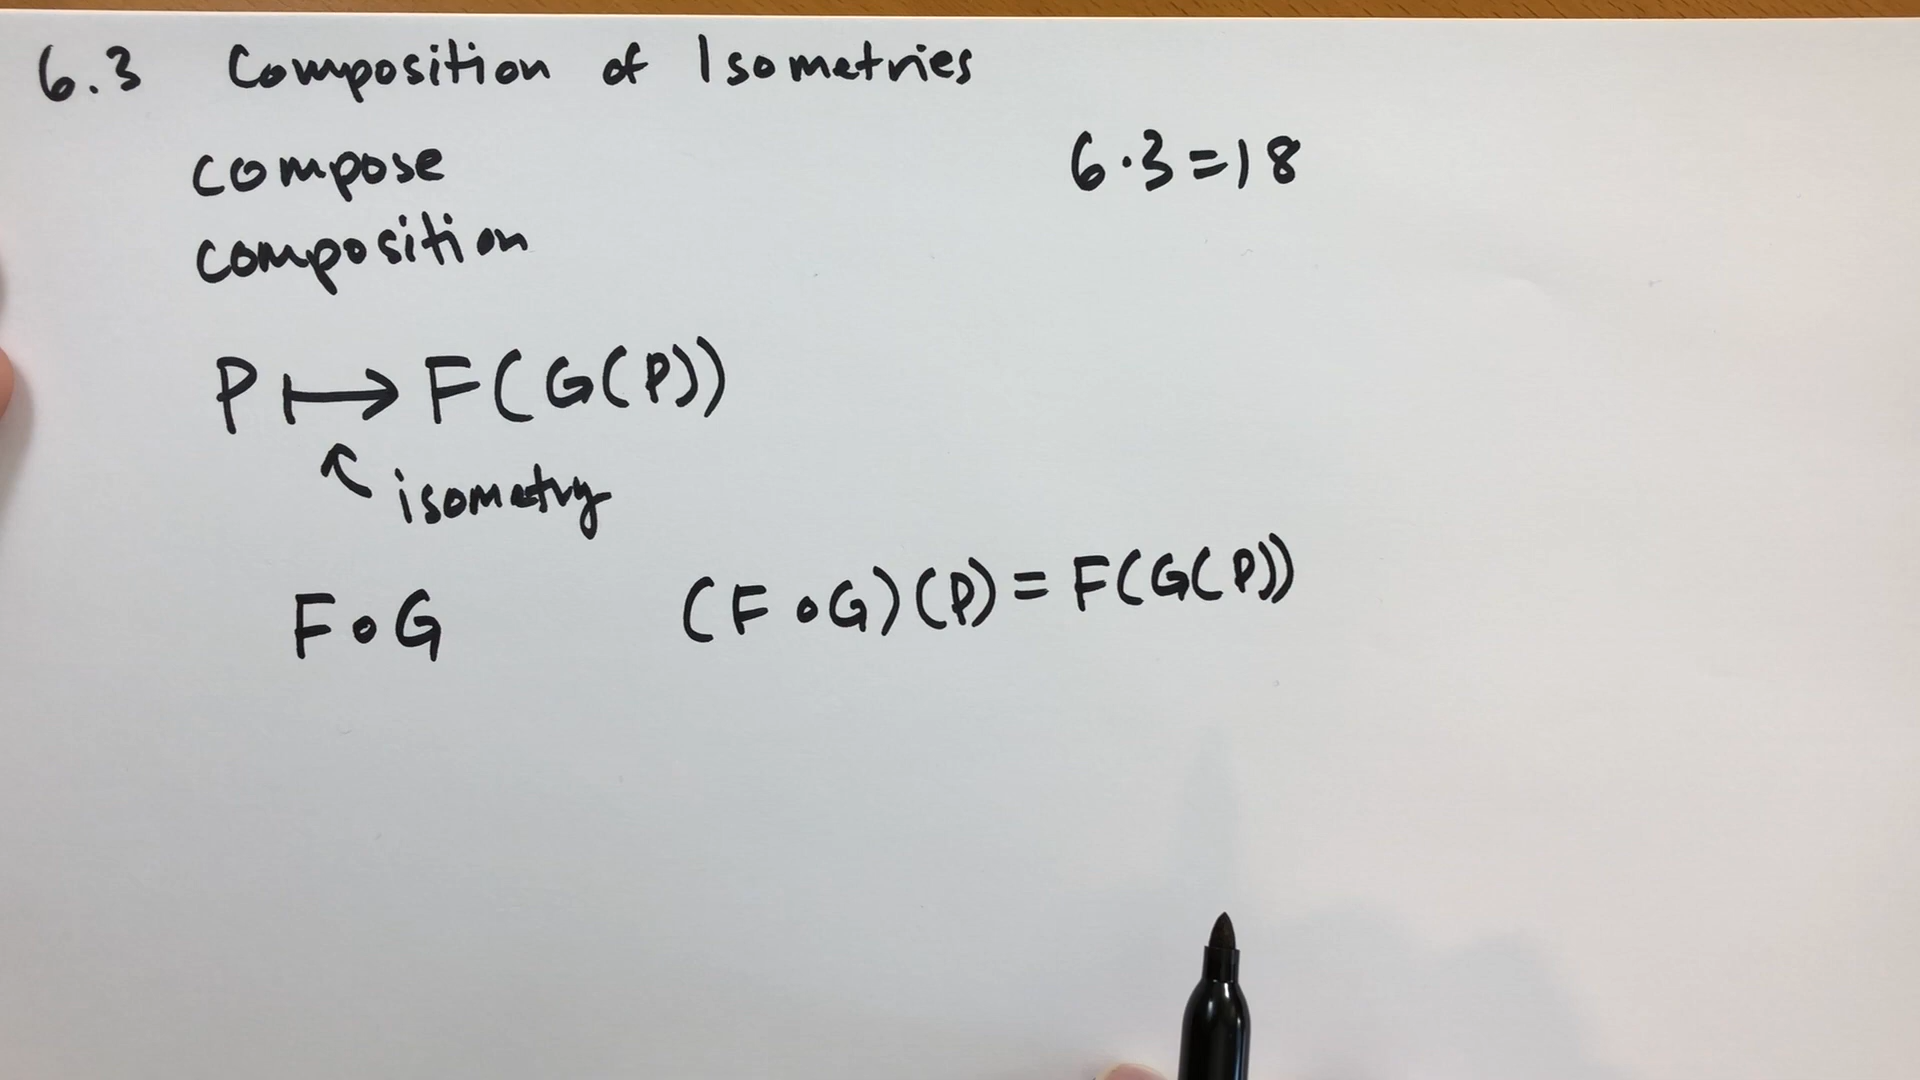 6.3 Composition of Isometries
compose
6·3=18
composition
P ↦ F(G(P))
↖ isometry
F∘G
(F∘G)(P) = F(G(P))